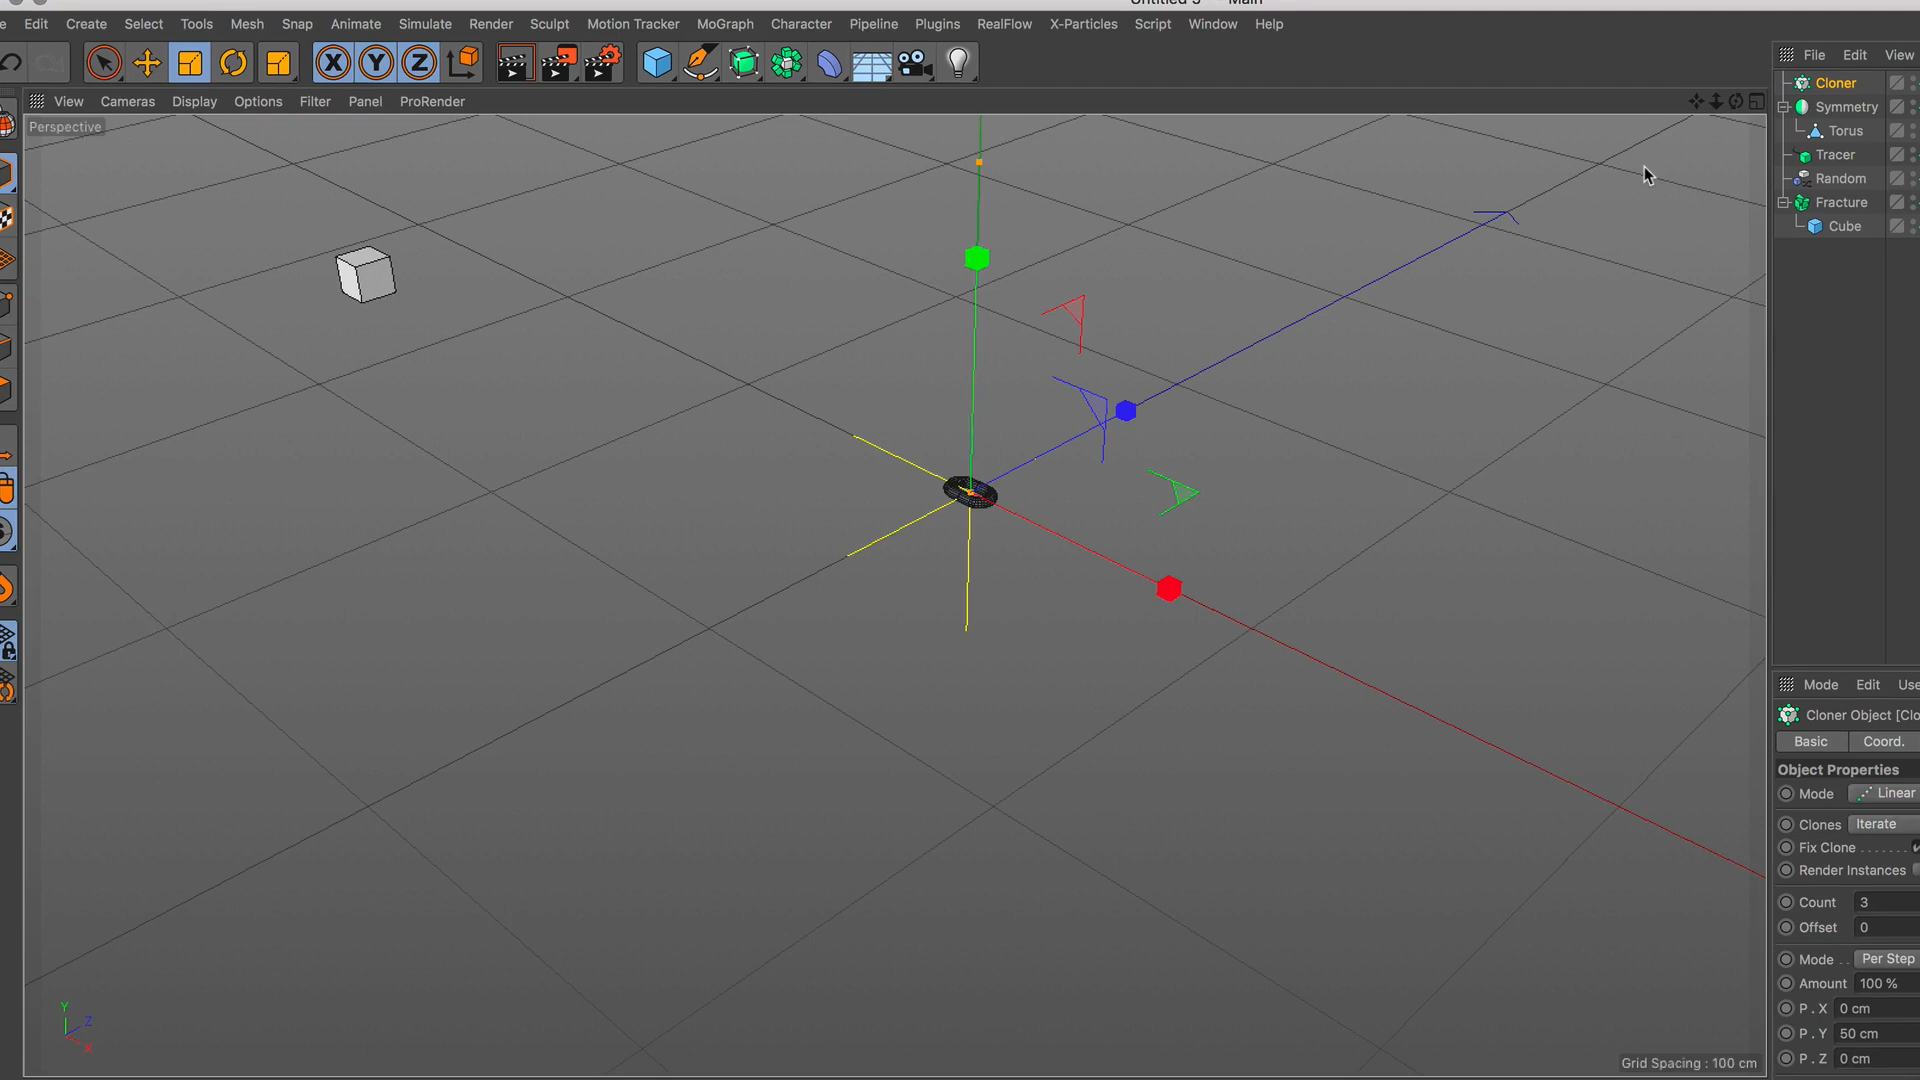 Edit Create Select Tools Mesh Snap Animate Simulate Render Sculpt Motion Tracker MoGraph Character Pipeline Plugins RealFlow X-Particles Script Window Help
X Y Z
View Cameras Display Options Filter Panel ProRender
Perspective
Y
Z
X
Grid Spacing : 100 cm
File Edit View
Cloner
Symmetry
Torus
Tracer
Random
Fracture
Cube
Mode Edit Use
Cloner Object [Clo
Basic Coord.
Object Properties
Mode Linear
Clones Iterate
Fix Clone
Render Instances
Count 3
Offset 0
Mode Per Step
Amount 100 %
P . X 0 cm
P . Y 50 cm
P . Z 0 cm